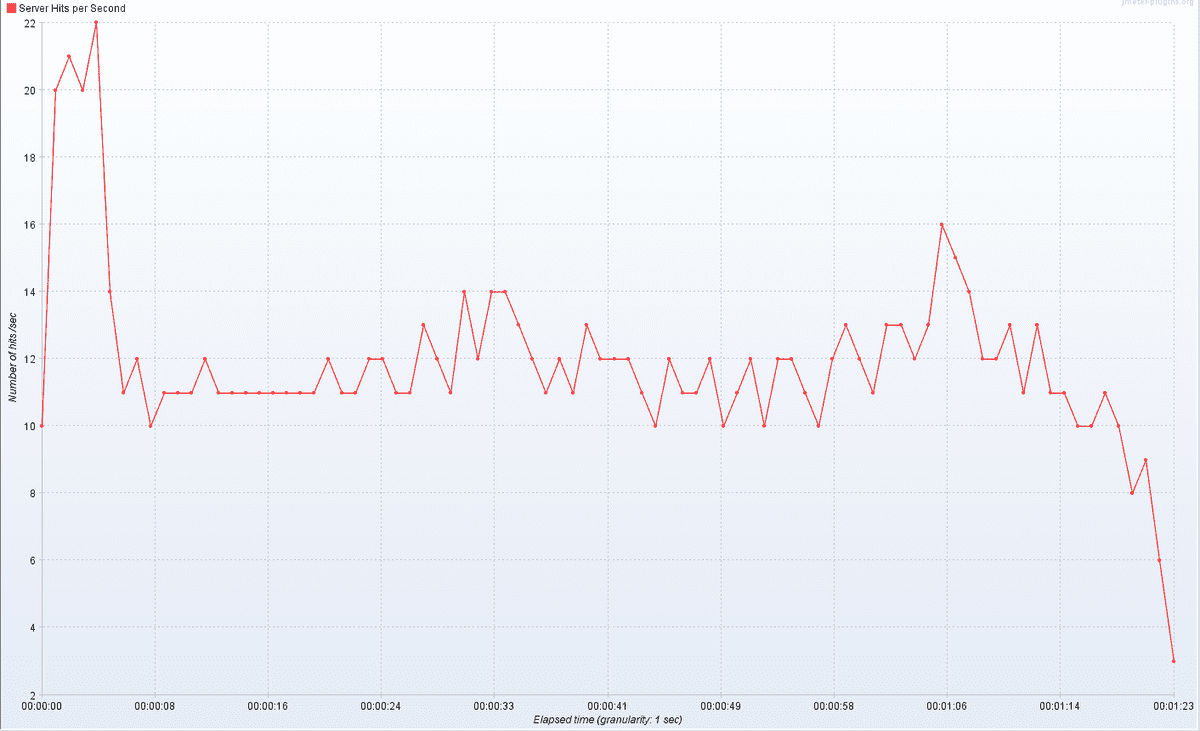 jmeter-plugins.org
Server Hits per Second
22
20
18
16
14
12
10
8
6
4
2
Number of hits /sec
00:00:00 00:00:08 00:00:16 00:00:24 00:00:33 00:00:41 00:00:49 00:00:58 00:01:06 00:01:14 00:01:23
Elapsed time (granularity: 1 sec)